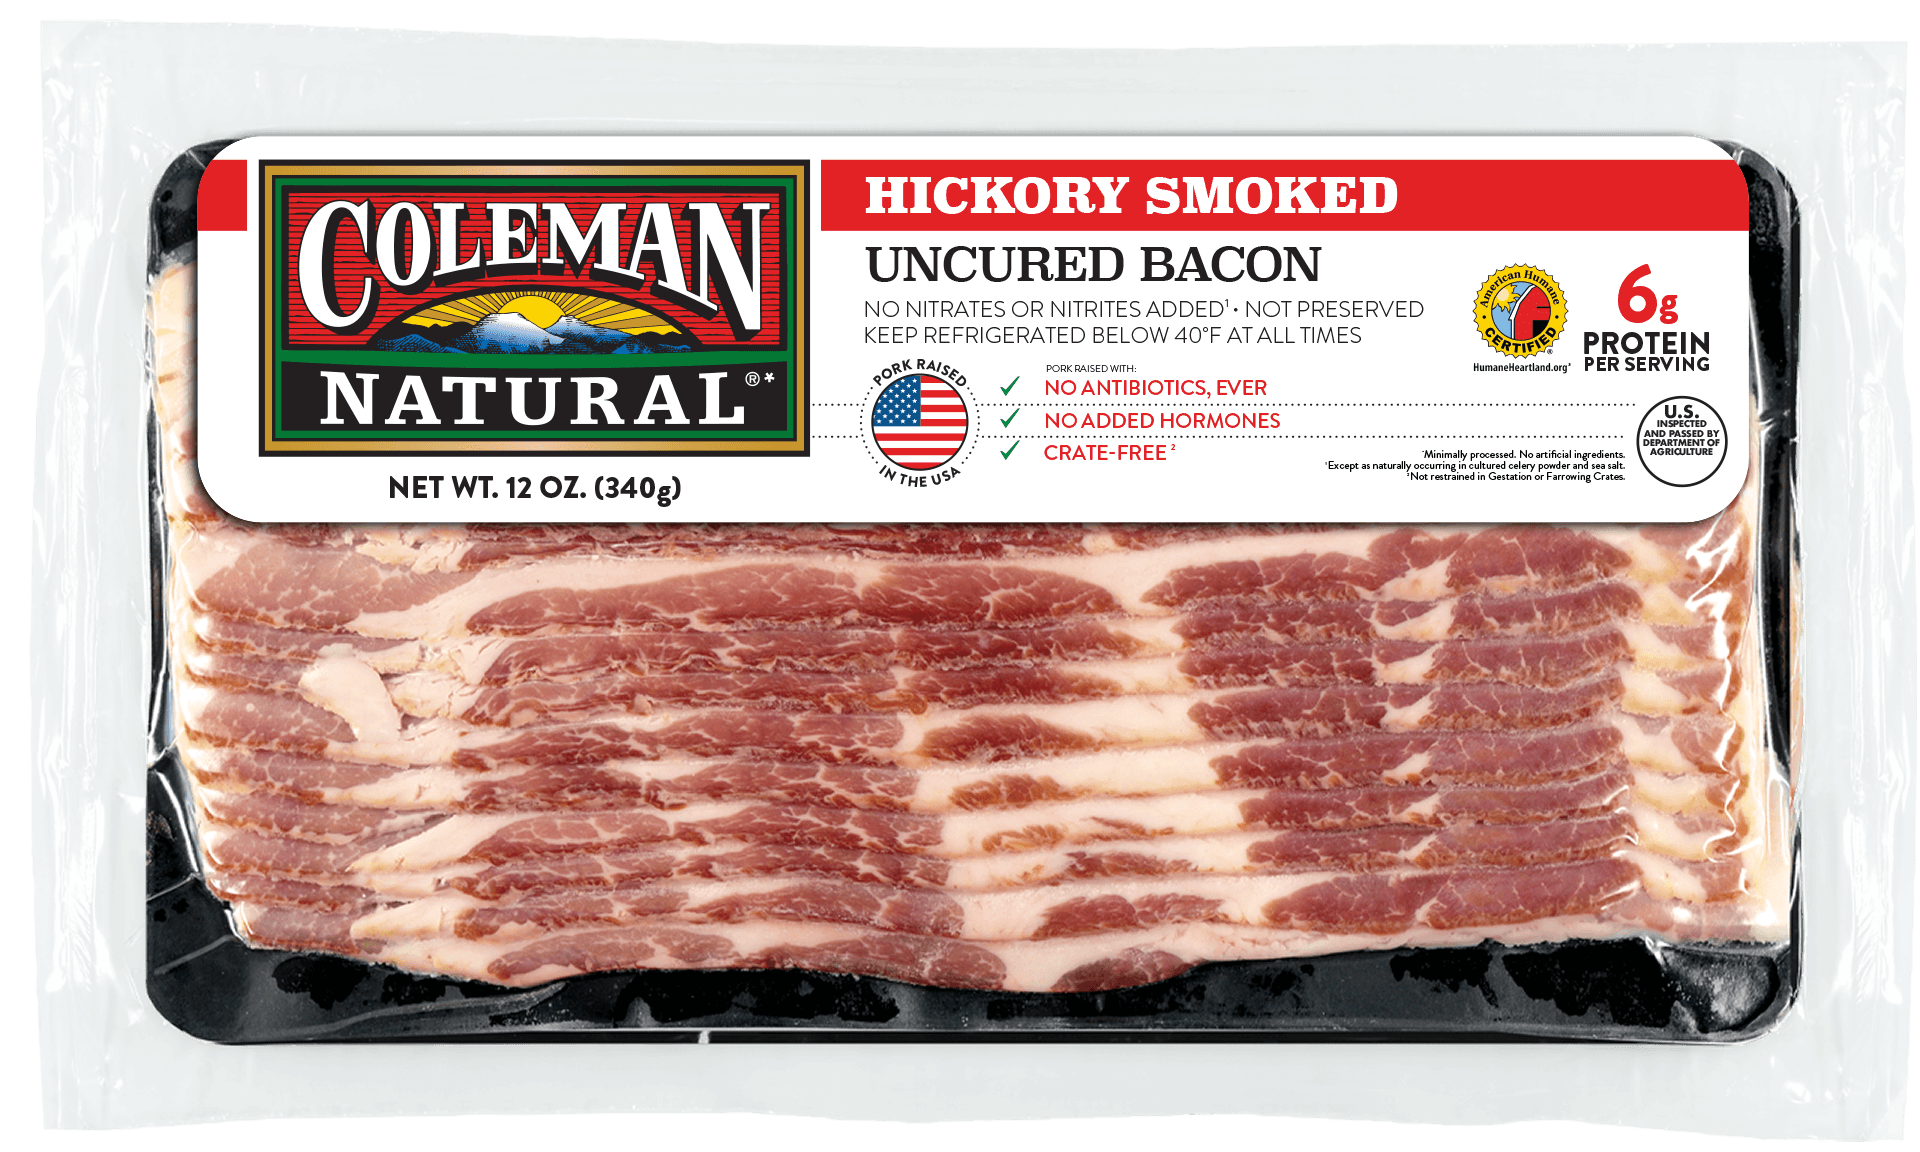 COLEMAN
NATURAL®*
NET WT. 12 OZ. (340g)
HICKORY SMOKED
UNCURED BACON
NO NITRATES OR NITRITES ADDED¹ • NOT PRESERVED
KEEP REFRIGERATED BELOW 40°F AT ALL TIMES
PORK RAISED
IN THE USA
PORK RAISED WITH:
✓ NO ANTIBIOTICS, EVER
✓ NO ADDED HORMONES
✓ CRATE-FREE²
American Humane
CERTIFIED®
HumaneHeartland.org³
6g
PROTEIN
PER SERVING
U.S.
INSPECTED
AND PASSED BY
DEPARTMENT OF
AGRICULTURE
*Minimally processed. No artificial ingredients.
¹Except as naturally occurring in cultured celery powder and sea salt.
²Not restrained in Gestation or Farrowing Crates.